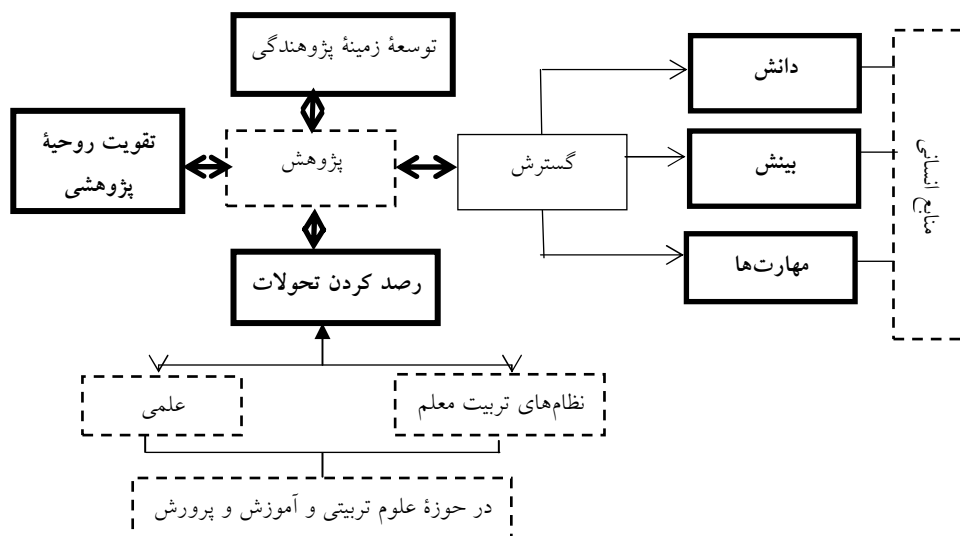 توسعهٔ زمینهٔ پژوهندگی
دانش
تقویت روحیهٔ
پژوهشی
پژوهش
گسترش
بینش
منابع انسانی
رصد کردن تحولات
مهارت‌ها
نظام‌های تربیت معلم
علمی
در حوزهٔ علوم تربیتی و آموزش و پرورش